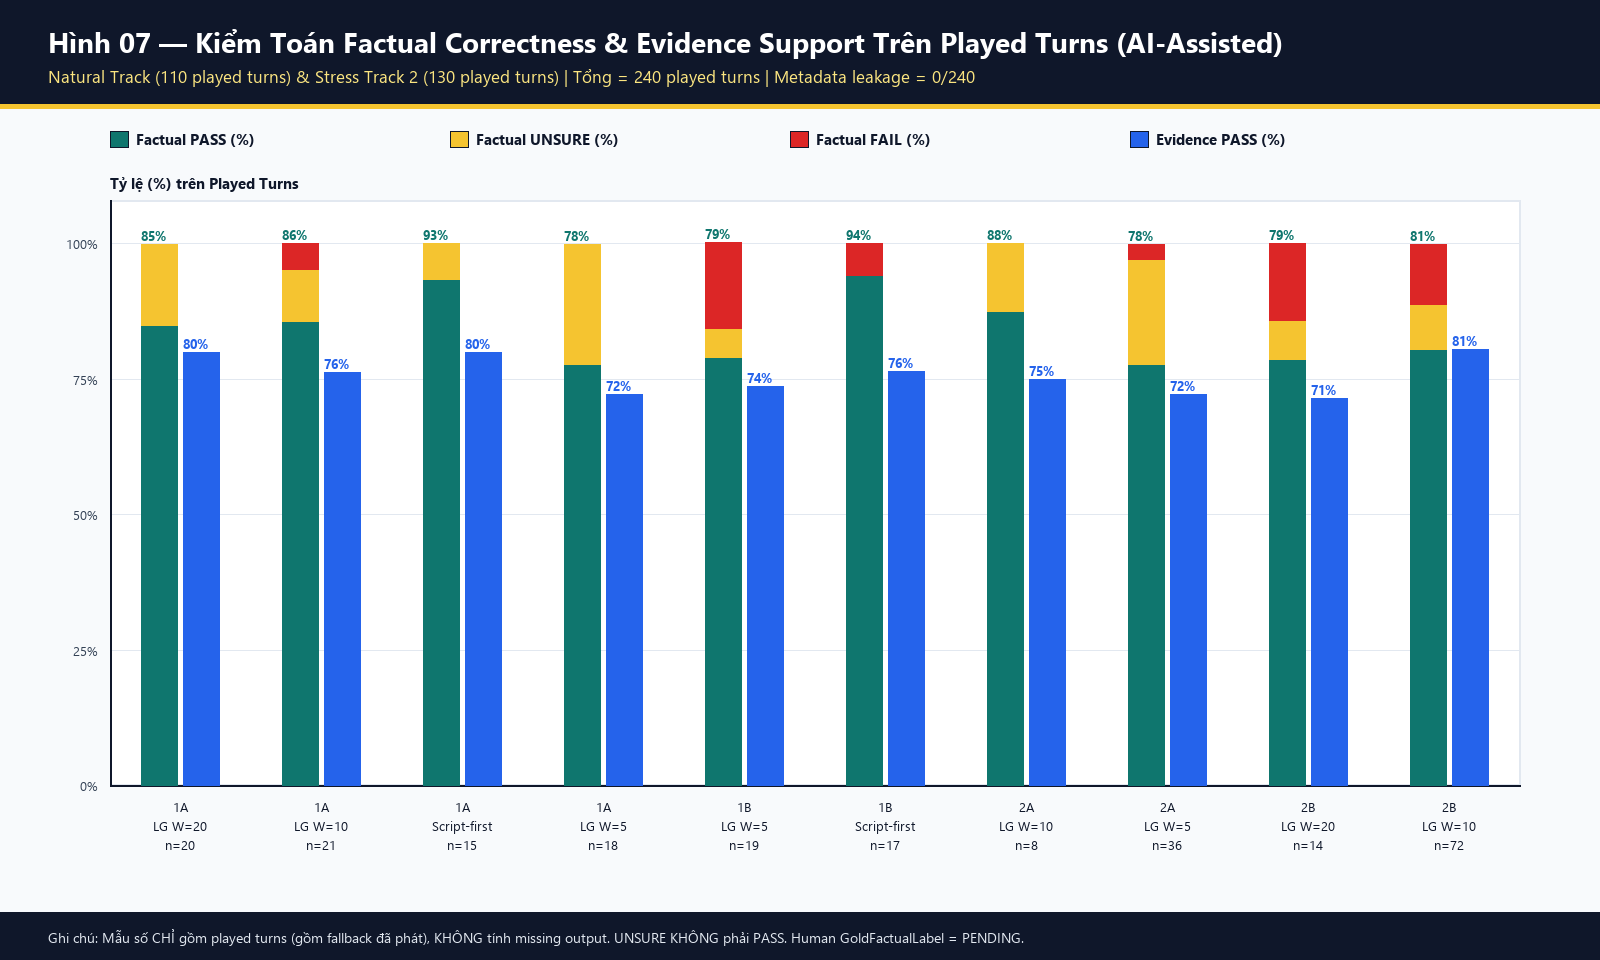 Hình 07 — Kiểm Toán Factual Correctness & Evidence Support Trên Played Turns (AI-Assisted)
Natural Track (110 played turns) & Stress Track 2 (130 played turns) | Tổng = 240 played turns | Metadata leakage = 0/240
Factual PASS (%) Factual UNSURE (%) Factual FAIL (%) Evidence PASS (%)
Tỷ lệ (%) trên Played Turns
85% 86% 93% 78% 79% 94% 88% 78% 79% 81%
100%
80% 76% 80% 72% 74% 76% 75% 72% 71% 81%
75%
50%
25%
0%
1A 1A 1A 1A 1B 1B 2A 2A 2B 2B
LG W=20 LG W=10 Script-first LG W=5 LG W=5 Script-first LG W=10 LG W=5 LG W=20 LG W=10
n=20 n=21 n=15 n=18 n=19 n=17 n=8 n=36 n=14 n=72
Ghi chú: Mẫu số CHỈ gồm played turns (gồm fallback đã phát), KHÔNG tính missing output. UNSURE KHÔNG phải PASS. Human GoldFactualLabel = PENDING.